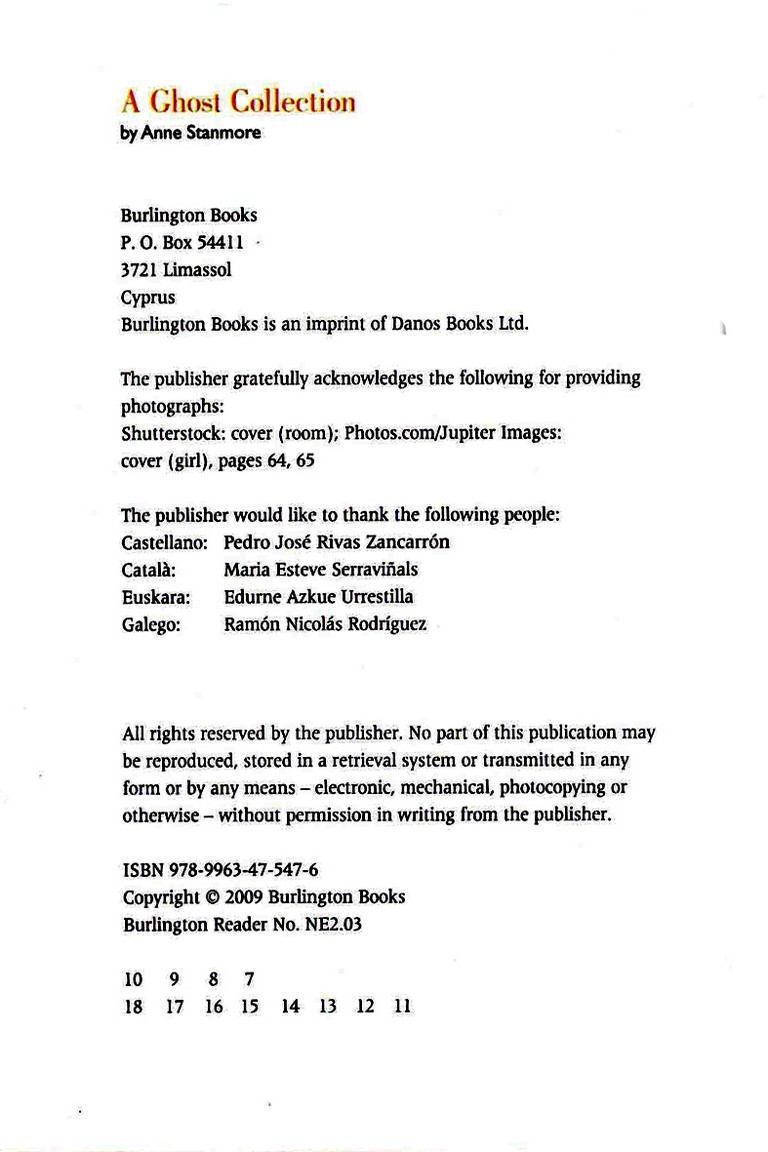 A Ghost Collection
by Anne Stanmore
Burlington Books
P. O. Box 54411
3721 Limassol
Cyprus
Burlington Books is an imprint of Danos Books Ltd.
The publisher gratefully acknowledges the following for providing
photographs:
Shutterstock: cover (room); Photos.com/Jupiter Images:
cover (girl), pages 64, 65
The publisher would like to thank the following people:
Castellano: Pedro José Rivas Zancarrón
Català: Maria Esteve Serraviñals
Euskara: Edurne Azkue Urrestilla
Galego: Ramón Nicolás Rodríguez
All rights reserved by the publisher. No part of this publication may
be reproduced, stored in a retrieval system or transmitted in any
form or by any means – electronic, mechanical, photocopying or
otherwise – without permission in writing from the publisher.
ISBN 978-9963-47-547-6
Copyright © 2009 Burlington Books
Burlington Reader No. NE2.03
10 9 8 7
18 17 16 15 14 13 12 11